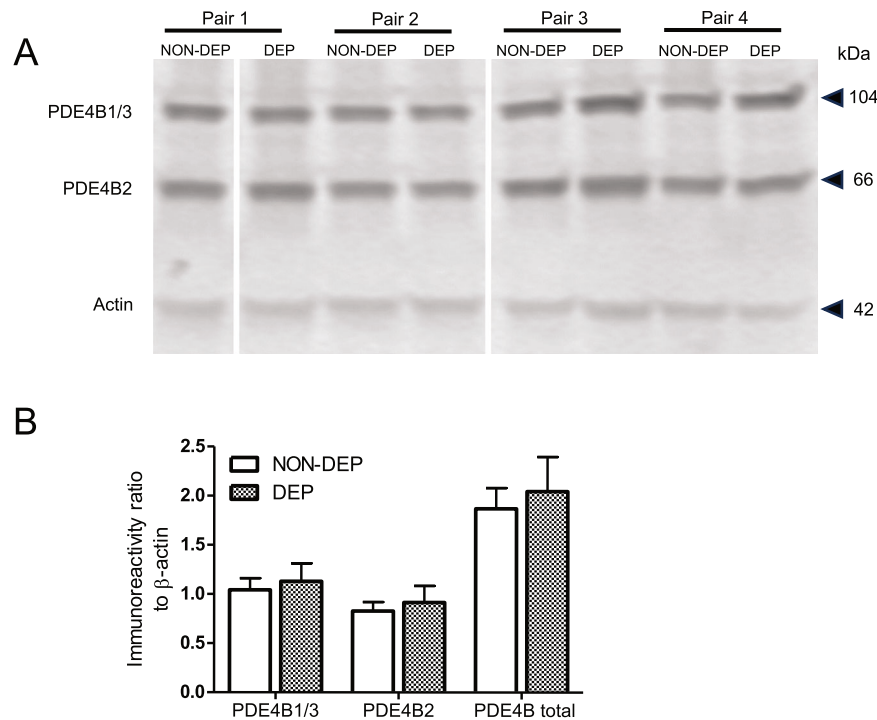 Pair 1 Pair 2 Pair 3 Pair 4
A
NON-DEP DEP NON-DEP DEP NON-DEP DEP NON-DEP DEP kDa
PDE4B1/3 104
PDE4B2 66
Actin 42
B
Immunoreactivity ratio
to β-actin
2.5
2.0
1.5
1.0
0.5
0.0
NON-DEP
DEP
PDE4B1/3 PDE4B2 PDE4B total